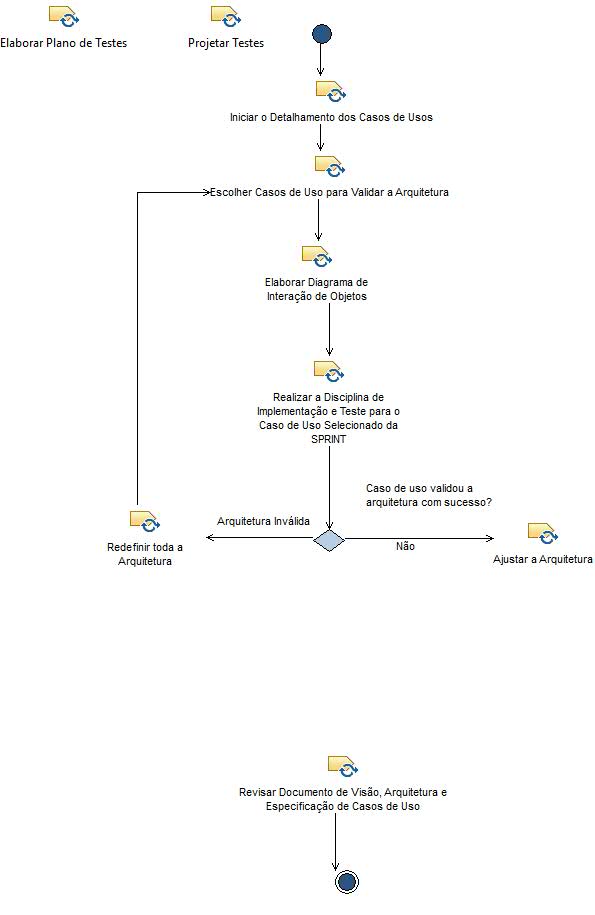 Elaborar Plano de Testes
Projetar Testes
Iniciar o Detalhamento dos Casos de Usos
Escolher Casos de Uso para Validar a Arquitetura
Elaborar Diagrama de
Interação de Objetos
Realizar a Disciplina de
Implementação e Teste para o
Caso de Uso Selecionado da
SPRINT
Caso de uso validou a
arquitetura com sucesso?
Arquitetura Inválida
Não
Redefinir toda a
Arquitetura
Ajustar a Arquitetura
Revisar Documento de Visão, Arquitetura e
Especificação de Casos de Uso